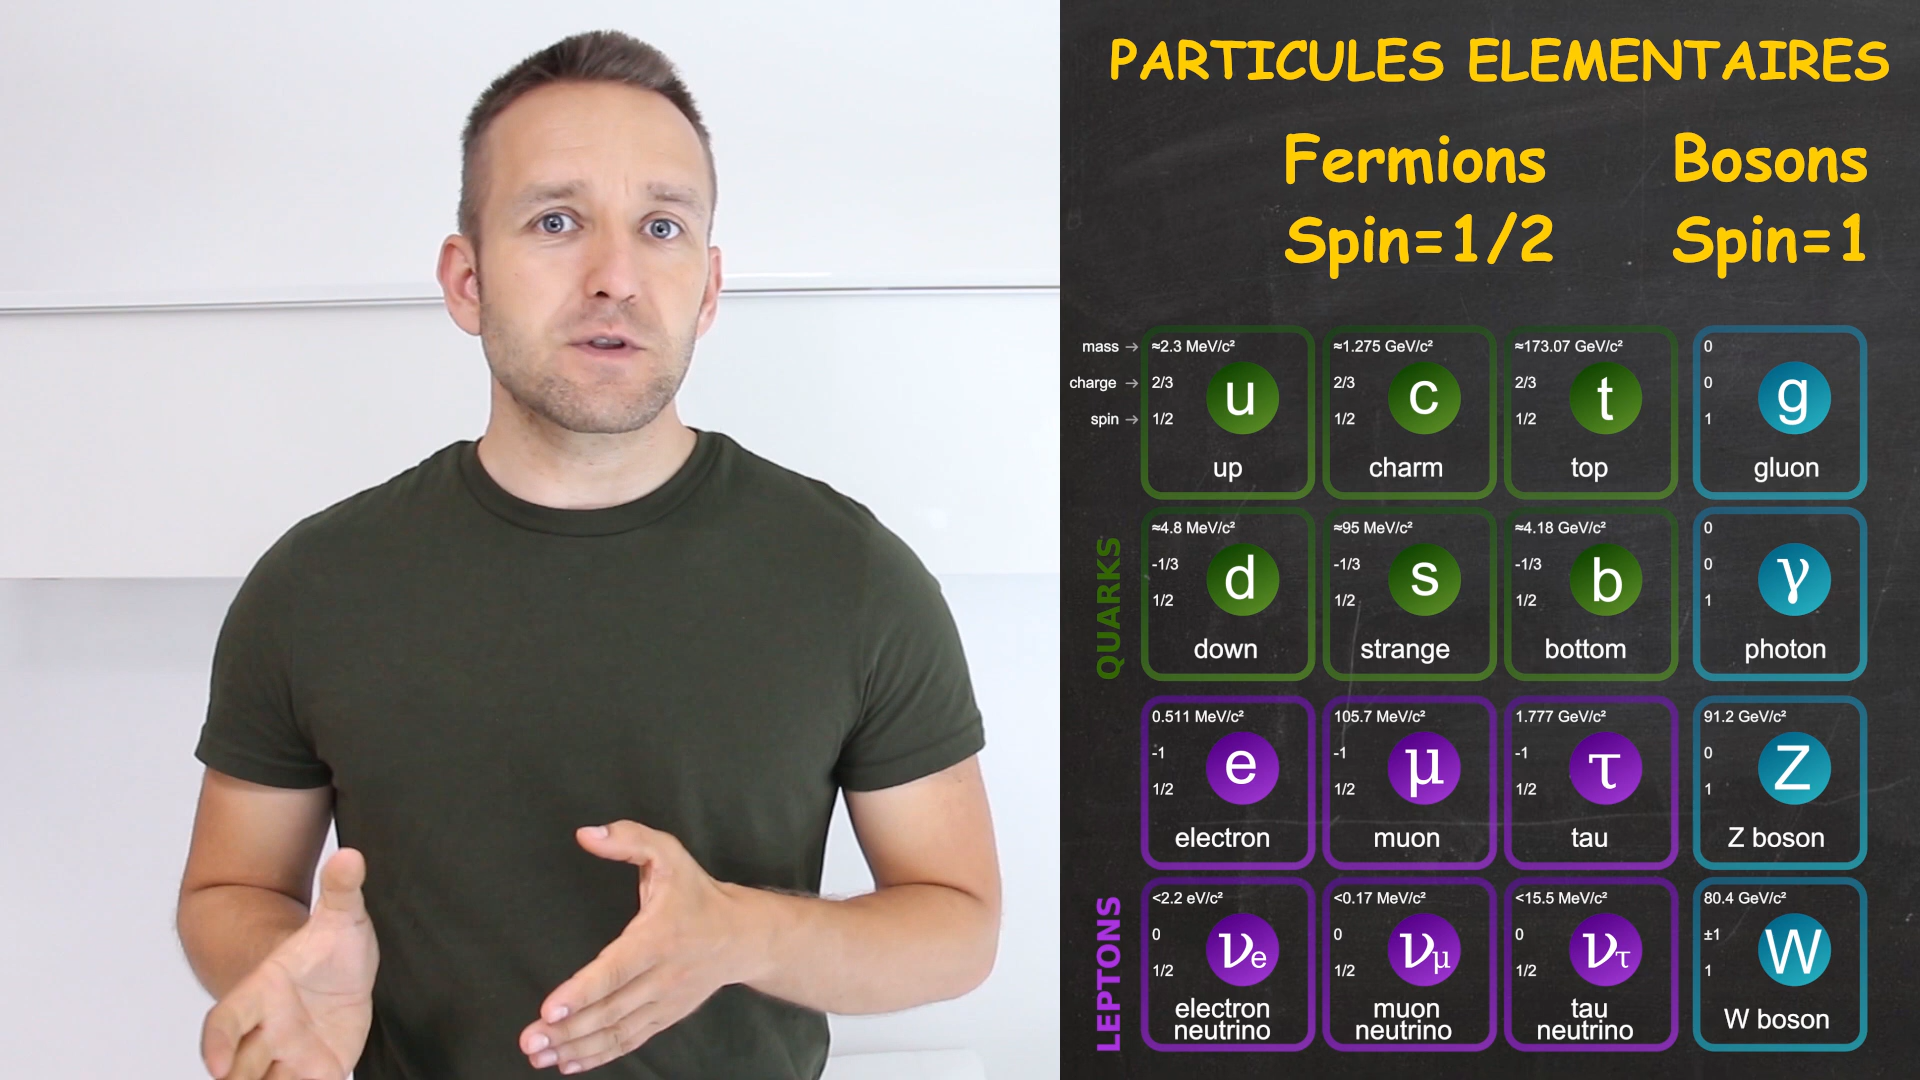 PARTICULES ELEMENTAIRES
Fermions
Spin=1/2
Bosons
Spin=1
mass →
charge →
spin →
QUARKS
≈2.3 MeV/c²
2/3
1/2
u
up
≈1.275 GeV/c²
2/3
1/2
c
charm
≈173.07 GeV/c²
2/3
1/2
t
top
0
0
1
g
gluon
≈4.8 MeV/c²
-1/3
1/2
d
down
≈95 MeV/c²
-1/3
1/2
s
strange
≈4.18 GeV/c²
-1/3
1/2
b
bottom
0
0
1
γ
photon
LEPTONS
0.511 MeV/c²
-1
1/2
e
electron
105.7 MeV/c²
-1
1/2
μ
muon
1.777 GeV/c²
-1
1/2
τ
tau
91.2 GeV/c²
0
1
Z
Z boson
<2.2 eV/c²
0
1/2
νe
electron
neutrino
<0.17 MeV/c²
0
1/2
νμ
muon
neutrino
<15.5 MeV/c²
0
1/2
ντ
tau
neutrino
80.4 GeV/c²
±1
1
W
W boson